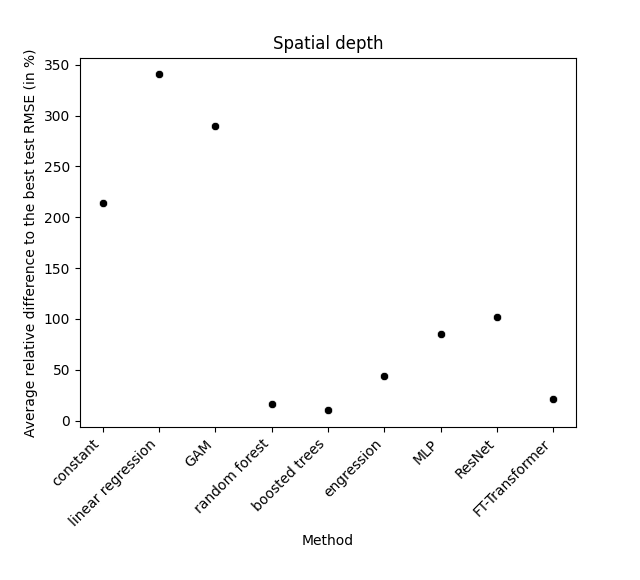 Spatial depth
Average relative difference to the best test RMSE (in %)
350
300
250
200
150
100
50
0
constant
linear regression
GAM
random forest
boosted trees
engression
MLP
ResNet
FT-Transformer
Method